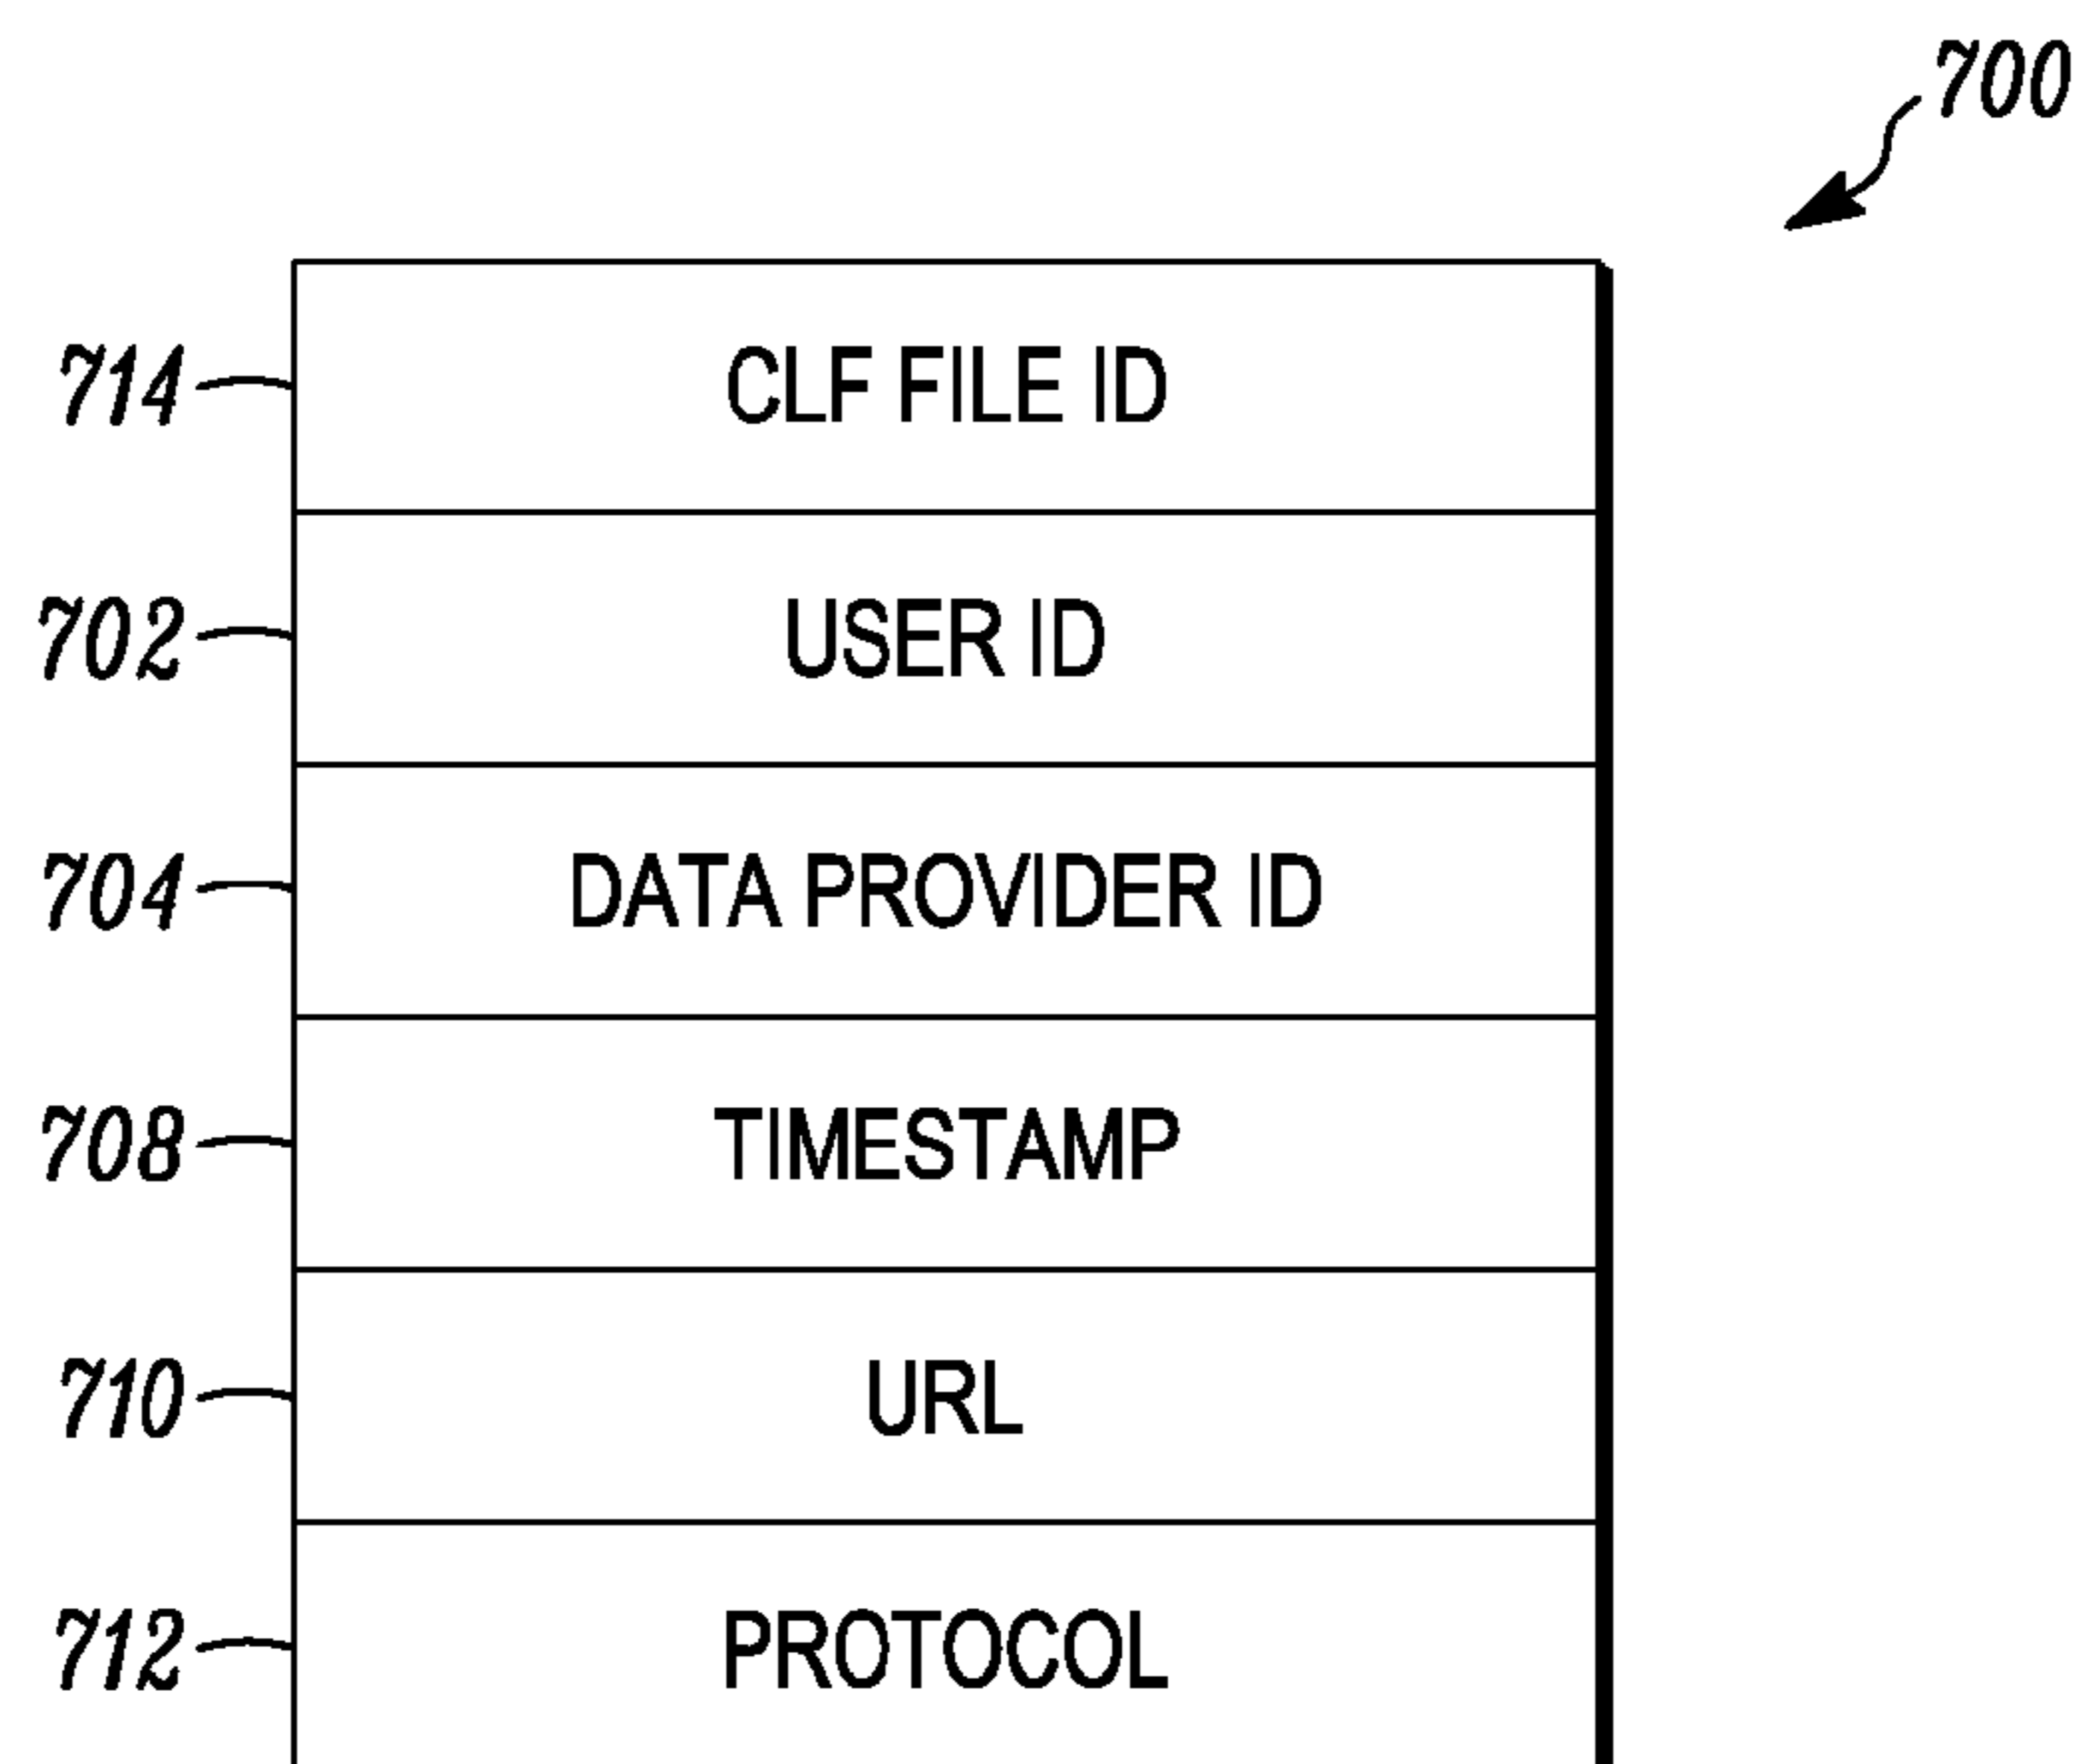 700
714 CLF FILE ID
702 USER ID
704 DATA PROVIDER ID
708 TIMESTAMP
710 URL
712 PROTOCOL